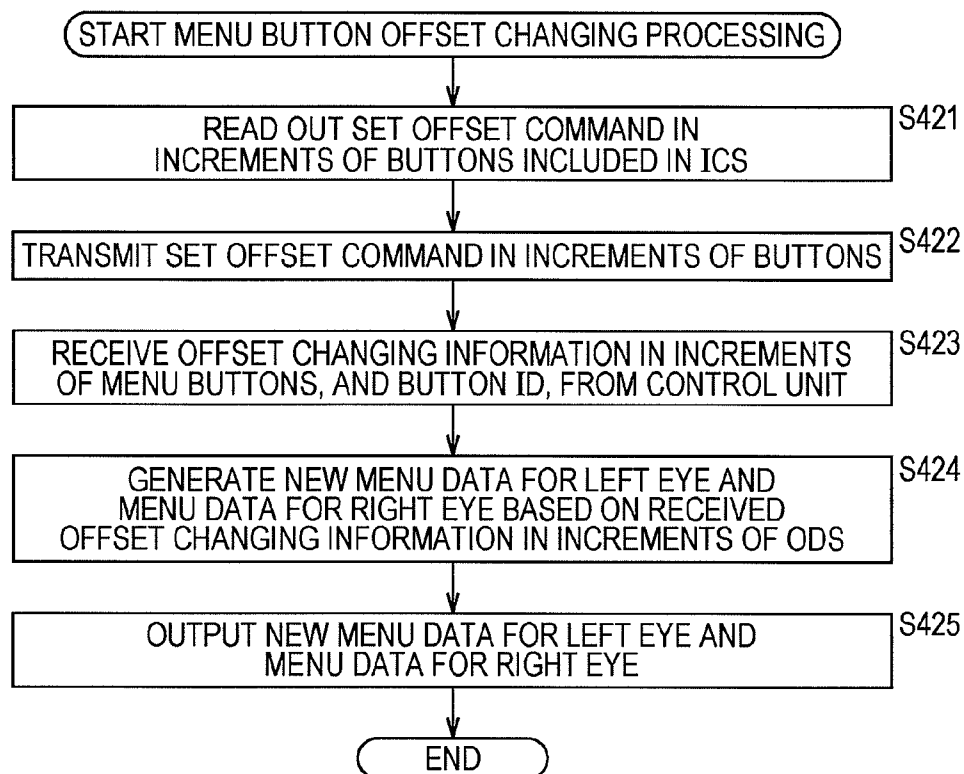 START MENU BUTTON OFFSET CHANGING PROCESSING
S421
READ OUT SET OFFSET COMMAND IN
INCREMENTS OF BUTTONS INCLUDED IN ICS
S422
TRANSMIT SET OFFSET COMMAND IN INCREMENTS OF BUTTONS
S423
RECEIVE OFFSET CHANGING INFORMATION IN INCREMENTS
OF MENU BUTTONS, AND BUTTON ID, FROM CONTROL UNIT
S424
GENERATE NEW MENU DATA FOR LEFT EYE AND
MENU DATA FOR RIGHT EYE BASED ON RECEIVED
OFFSET CHANGING INFORMATION IN INCREMENTS OF ODS
S425
OUTPUT NEW MENU DATA FOR LEFT EYE AND
MENU DATA FOR RIGHT EYE
END